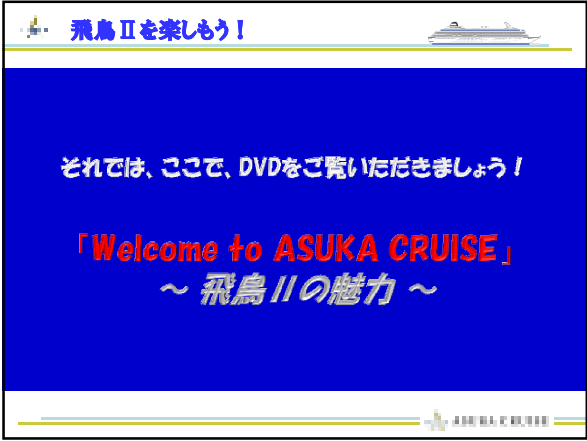 飛鳥Ⅱを楽しもう！
それでは、ここで、DVDをご覧いただきましょう！
「Welcome to ASUKA CRUISE」
～ 飛鳥Ⅱの魅力 ～
ASUKA CRUISE